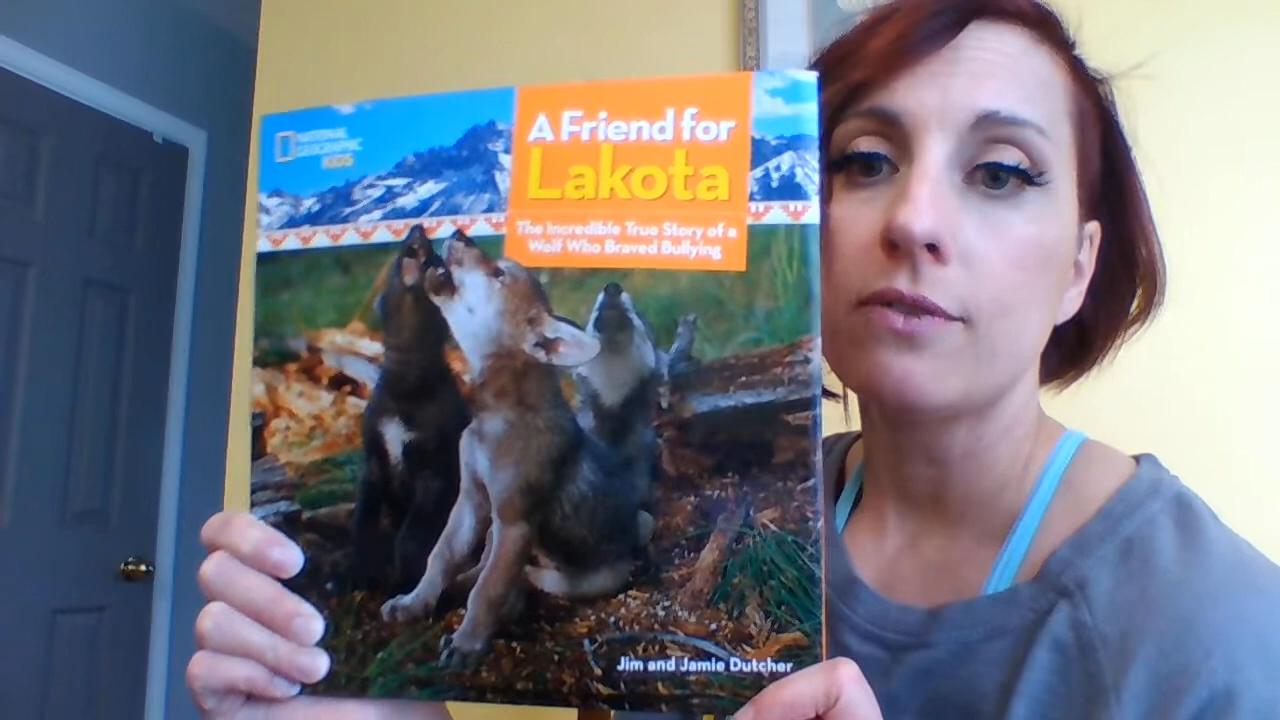 NATIONAL
GEOGRAPHIC
KIDS
A Friend for
Lakota
The Incredible True Story of a
Wolf Who Braved Bullying
Jim and Jamie Dutcher